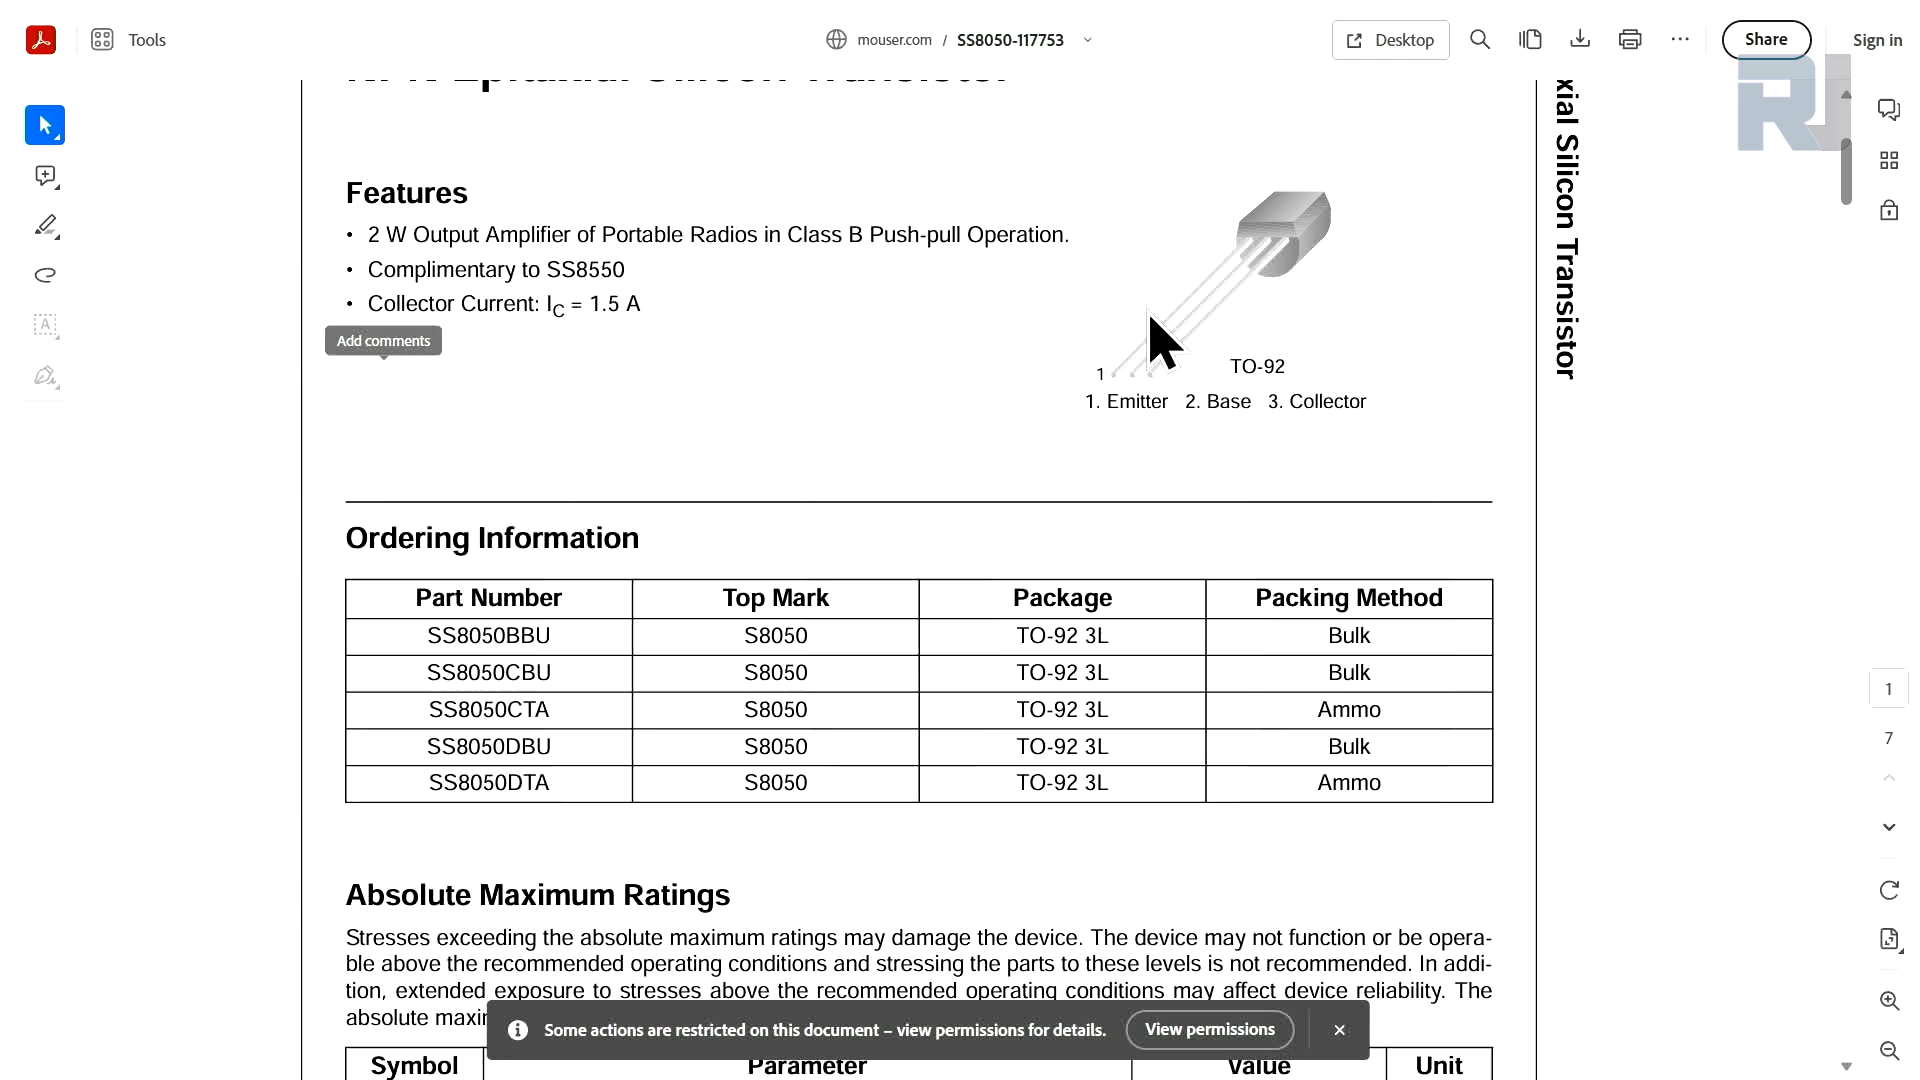 Tools
mouser.com / SS8050-117753
Desktop
Share
Sign in
xial Silicon Transistor
Features
• 2 W Output Amplifier of Portable Radios in Class B Push-pull Operation.
• Complimentary to SS8550
• Collector Current: IC = 1.5 A
Add comments
1
TO-92
1. Emitter 2. Base 3. Collector
Ordering Information
Part Number Top Mark Package Packing Method
SS8050BBU S8050 TO-92 3L Bulk
SS8050CBU S8050 TO-92 3L Bulk
SS8050CTA S8050 TO-92 3L Ammo
SS8050DBU S8050 TO-92 3L Bulk
SS8050DTA S8050 TO-92 3L Ammo
1
7
Absolute Maximum Ratings
Stresses exceeding the absolute maximum ratings may damage the device. The device may not function or be opera-
ble above the recommended operating conditions and stressing the parts to these levels is not recommended. In addi-
tion, extended exposure to stresses above the recommended operating conditions may affect device reliability. The
absolute maxi
Some actions are restricted on this document – view permissions for details.
View permissions
Symbol Parameter Value Unit